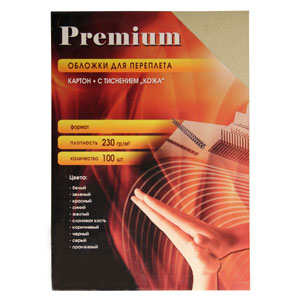 Premium
ОБЛОЖКИ ДЛЯ ПЕРЕПЛЕТА
КАРТОН • С ТИСНЕНИЕМ „КОЖА"
формат
плотность 230 гр/м²
количество 100 шт
Цвета:
- белый
- зеленый
- красный
- синий
- желтый
- слоновая кость
- коричневый
- черный
- серый
- оранжевый